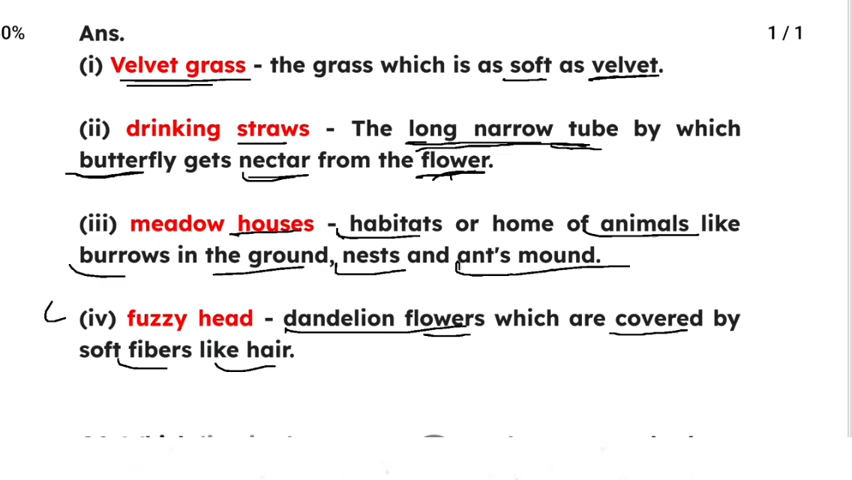 0%
Ans.
1 / 1
(i) Velvet grass - the grass which is as soft as velvet.
(ii) drinking straws - The long narrow tube by which
butterfly gets nectar from the flower.
(iii) meadow houses - habitats or home of animals like
burrows in the ground, nests and ant's mound.
(iv) fuzzy head - dandelion flowers which are covered by
soft fibers like hair.